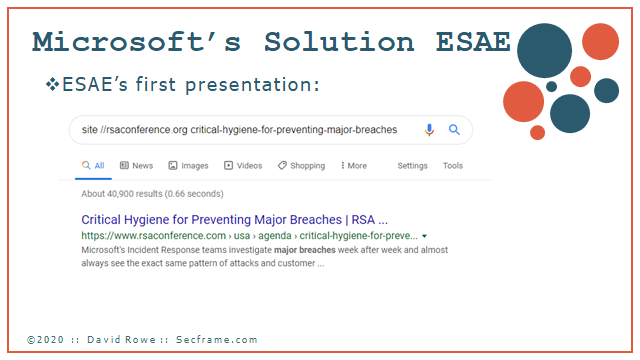 Microsoft's Solution ESAE
❖ESAE's first presentation:
site //rsaconference.org critical-hygiene-for-preventing-major-breaches
All News Images Videos Shopping More Settings Tools
About 40,900 results (0.66 seconds)
Critical Hygiene for Preventing Major Breaches | RSA ...
https://www.rsaconference.com › usa › agenda › critical-hygiene-for-preve...
Microsoft's Incident Response teams investigate major breaches week after week and almost
always see the exact same pattern of attacks and customer ...
©2020 :: David Rowe :: Secframe.com